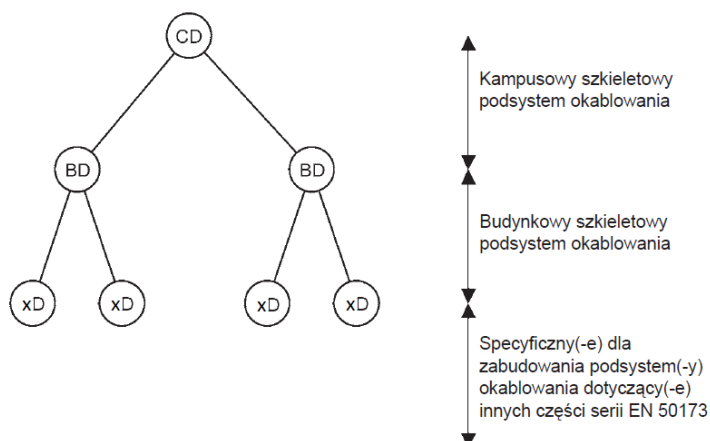 CD
Kampusowy szkieletowy
podsystem okablowania
BD
BD
Budynkowy szkieletowy
podsystem okablowania
xD
xD
xD
xD
Specyficzny(-e) dla
zabudowania podsystem(-y)
okablowania dotyczący(-e)
innych części serii EN 50173